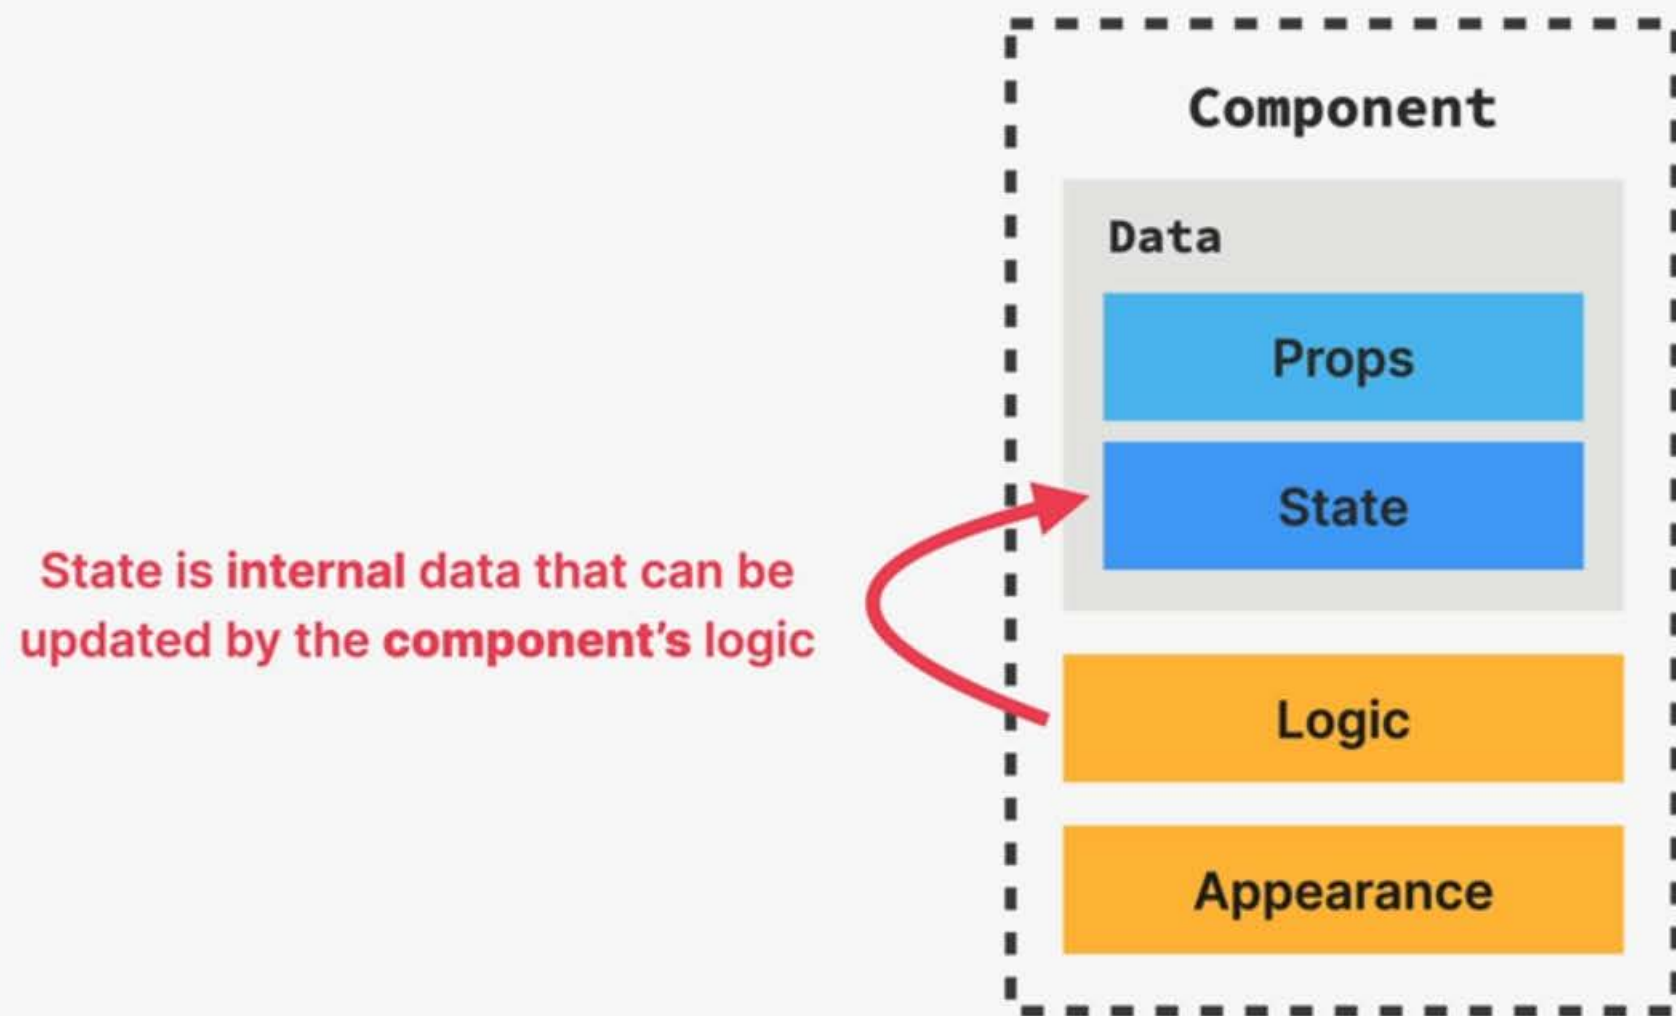 Component
Data
Props
State
State is internal data that can be
updated by the component’s logic
Logic
Appearance